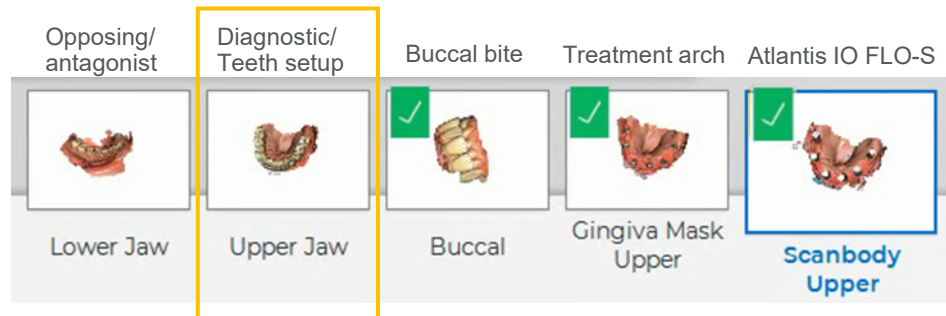 Opposing/
antagonist
Diagnostic/
Teeth setup
Buccal bite
Treatment arch
Atlantis IO FLO-S
Lower Jaw
Upper Jaw
Buccal
Gingiva Mask
Upper
Scanbody
Upper